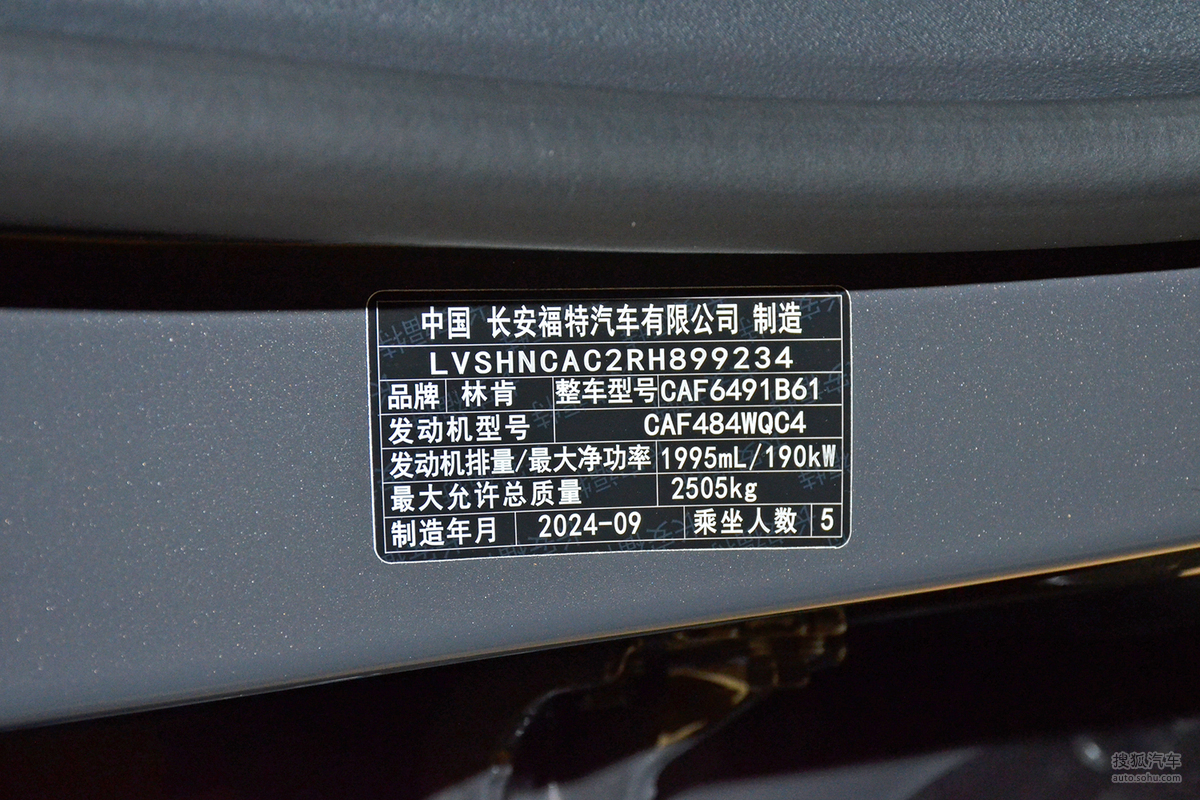 中国 长安福特汽车有限公司 制造
LVSHNCAC2RH899234
品牌 林肯 整车型号 CAF6491B61
发动机型号 CAF484WQC4
发动机排量/最大净功率 1995mL/190kW
最大允许总质量 2505kg
制造年月 2024-09 乘坐人数 5
搜狐汽车
auto.sohu.com